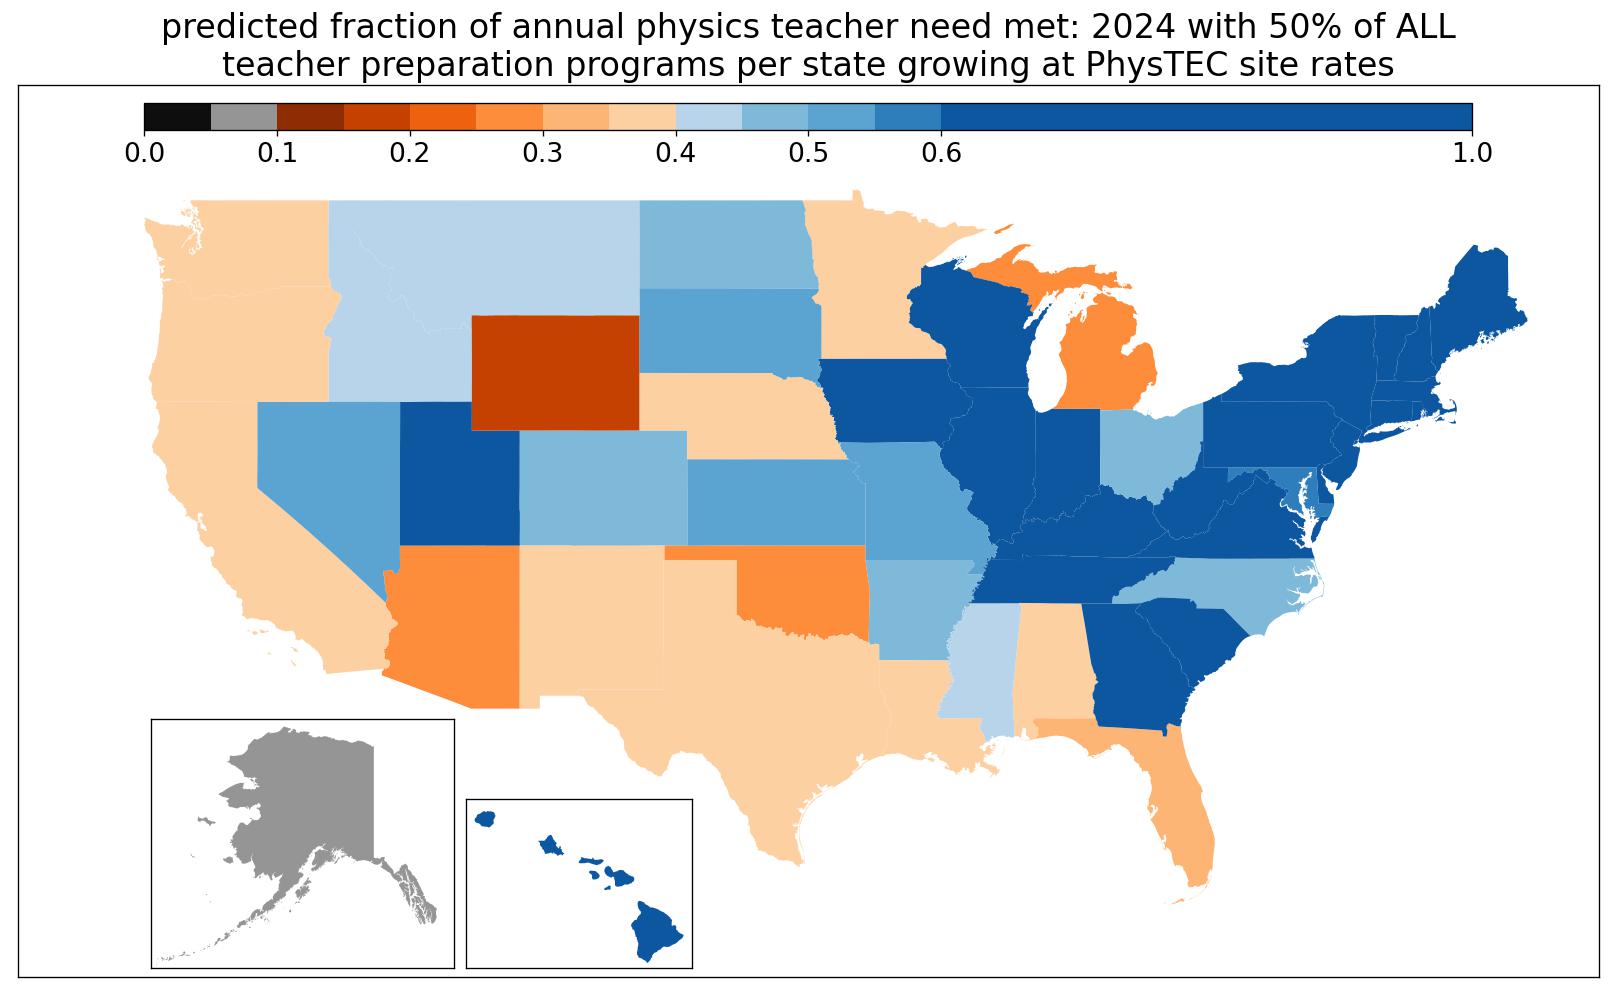 predicted fraction of annual physics teacher need met: 2024 with 50% of ALL
teacher preparation programs per state growing at PhysTEC site rates
0.0 0.1 0.2 0.3 0.4 0.5 0.6 1.0